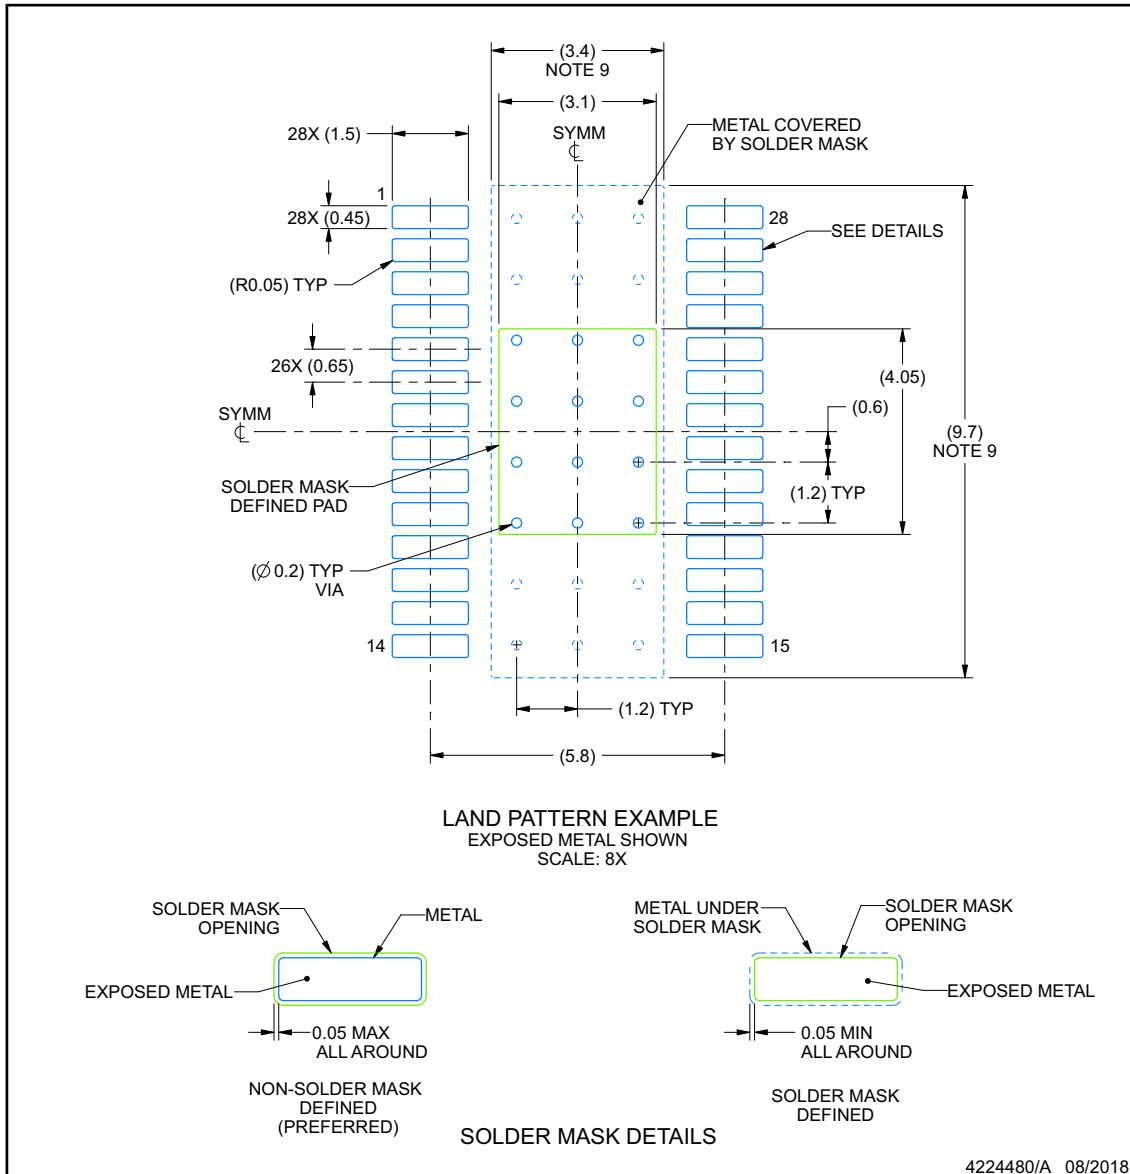 (3.4)
NOTE 9
(3.1)
SYMM
℄
METAL COVERED
BY SOLDER MASK
28X (1.5)
1
28X (0.45)
28
SEE DETAILS
(R0.05) TYP
26X (0.65)
(4.05)
(0.6)
SYMM
℄
(9.7)
NOTE 9
SOLDER MASK
DEFINED PAD
(1.2) TYP
(Ø 0.2) TYP
VIA
14
15
(1.2) TYP
(5.8)
LAND PATTERN EXAMPLE
EXPOSED METAL SHOWN
SCALE: 8X
SOLDER MASK
OPENING
METAL
EXPOSED METAL
0.05 MAX
ALL AROUND
NON-SOLDER MASK
DEFINED
(PREFERRED)
METAL UNDER
SOLDER MASK
SOLDER MASK
OPENING
EXPOSED METAL
0.05 MIN
ALL AROUND
SOLDER MASK
DEFINED
SOLDER MASK DETAILS
4224480/A 08/2018